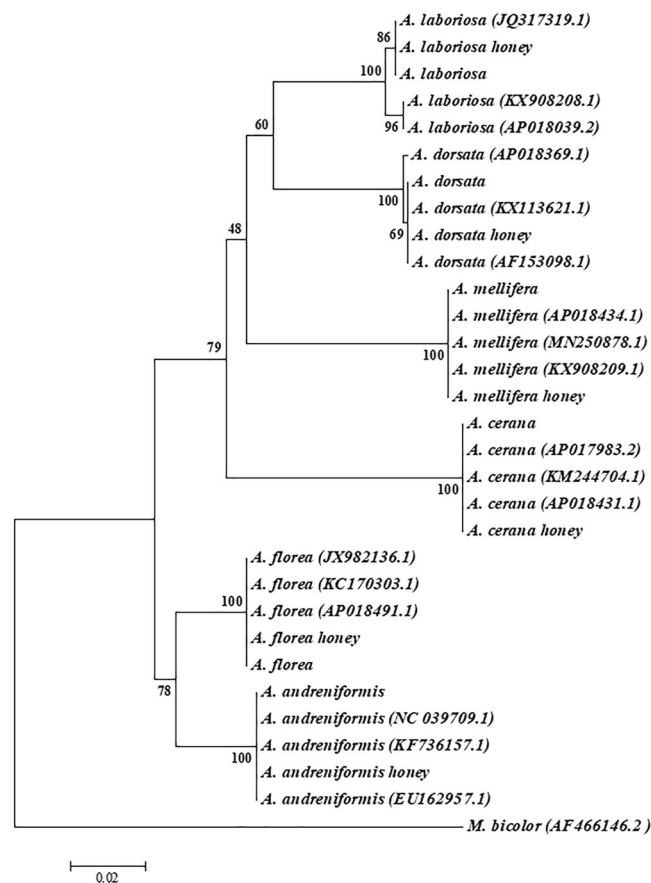 A. laboriosa (JQ317319.1)
86
A. laboriosa honey
100
A. laboriosa
A. laboriosa (KX908208.1)
96
A. laboriosa (AP018039.2)
60
A. dorsata (AP018369.1)
A. dorsata
100
A. dorsata (KX113621.1)
69
A. dorsata honey
A. dorsata (AF153098.1)
48
A. mellifera
A. mellifera (AP018434.1)
A. mellifera (MN250878.1)
100
A. mellifera (KX908209.1)
A. mellifera honey
79
A. cerana
A. cerana (AP017983.2)
A. cerana (KM244704.1)
100
A. cerana (AP018431.1)
A. cerana honey
A. florea (JX982136.1)
A. florea (KC170303.1)
100
A. florea (AP018491.1)
A. florea honey
A. florea
78
A. andreniformis
A. andreniformis (NC 039709.1)
A. andreniformis (KF736157.1)
100
A. andreniformis honey
A. andreniformis (EU162957.1)
M. bicolor (AF466146.2 )
0.02